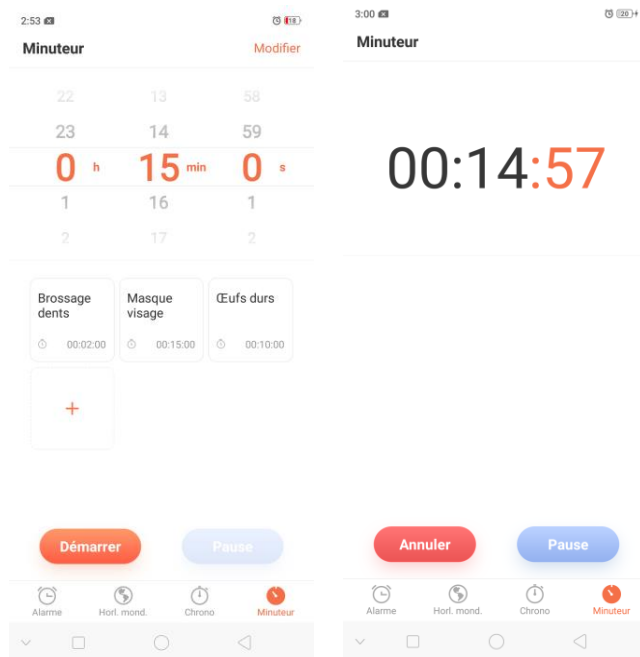 2:53
18
Minuteur
Modifier
22 13 58
23 14 59
0 h 15 min 0 s
1 16 1
2 17 2
Brossage
dents
00:02:00
Masque
visage
00:15:00
Œufs durs
00:10:00
+
Démarrer
Pause
Alarme
Horl. mond.
Chrono
Minuteur
3:00
20
Minuteur
00:14:57
Annuler
Pause
Alarme
Horl. mond.
Chrono
Minuteur